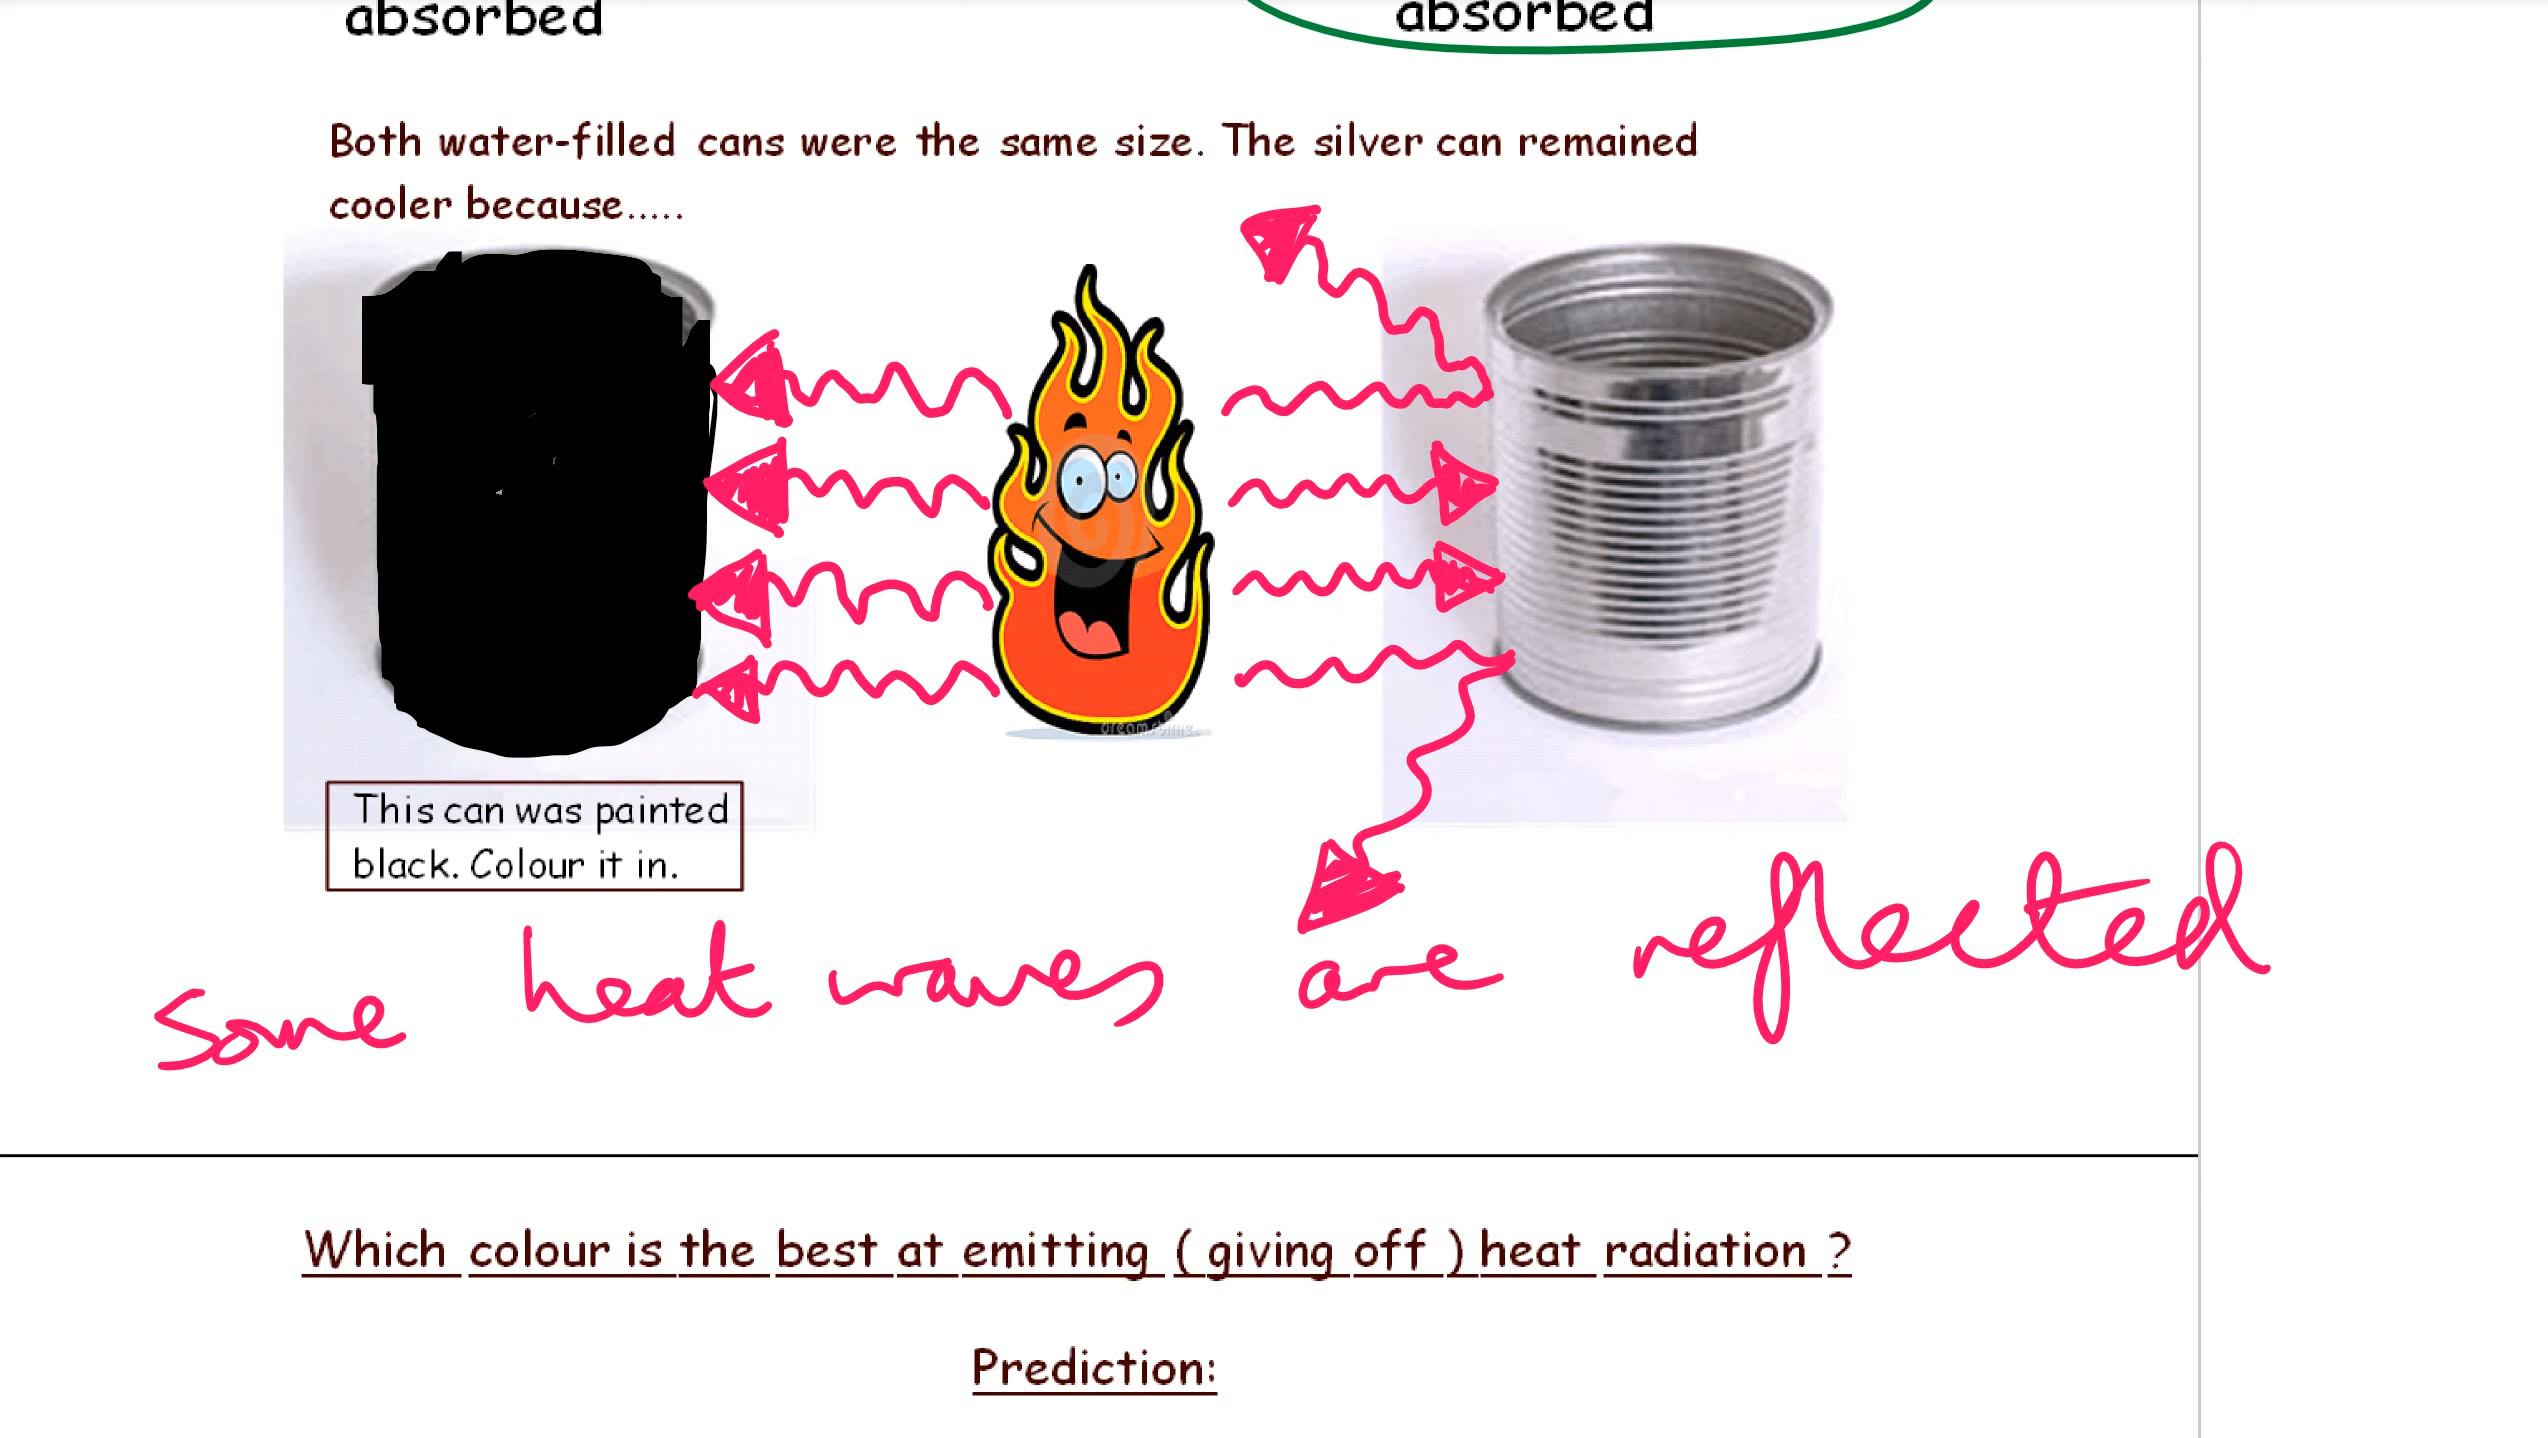 absorbed absorbed
Both water-filled cans were the same size. The silver can remained
cooler because.....
dreamstime
This can was painted
black. Colour it in.
Some heat waves are reflected
Which colour is the best at emitting ( giving off ) heat radiation ?
Prediction: